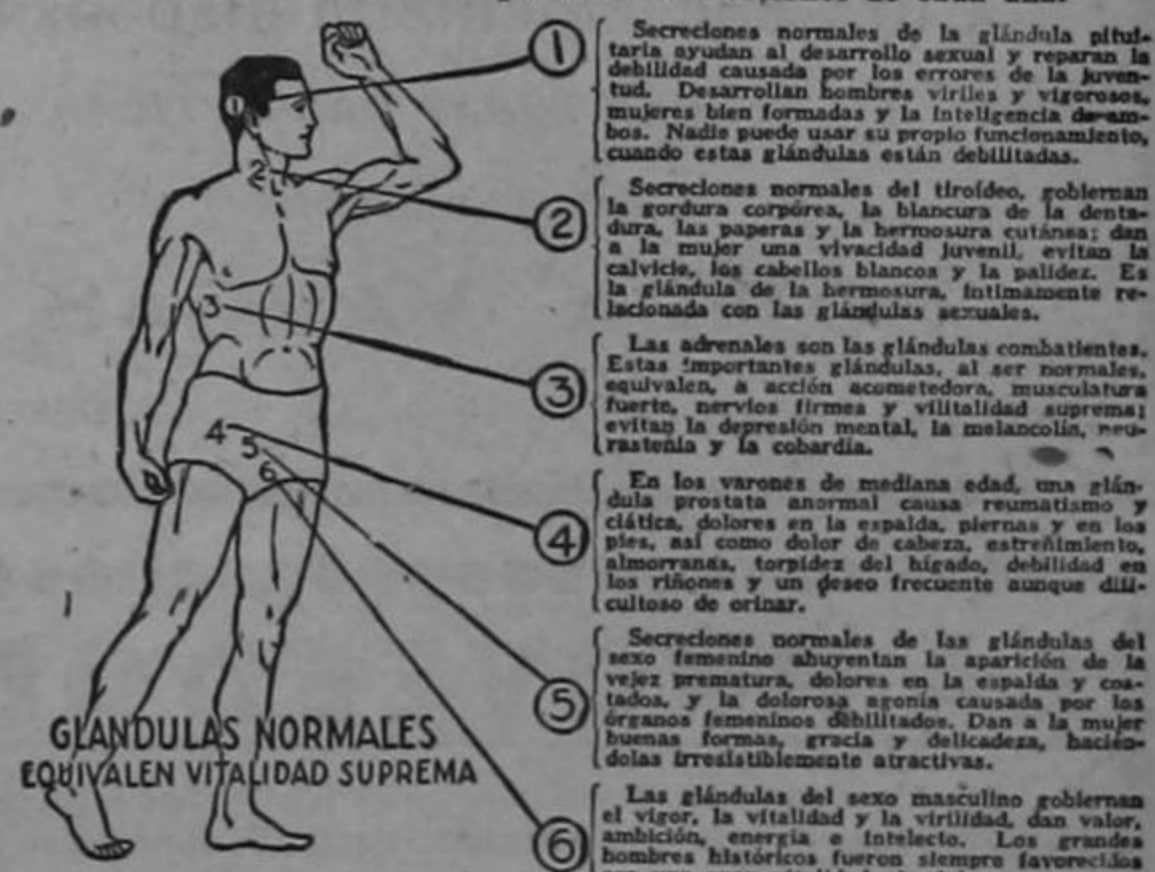 1
Secreciones normales de la glándula pitui-
taria ayudan al desarrollo sexual y reparan la
debilidad causada por los errores de la juven-
tud. Desarrollan hombres viriles y vigorosos,
mujeres bien formadas y la inteligencia de am-
bos. Nadie puede usar su propio funcionamiento,
cuando estas glándulas están debilitadas.
2
Secreciones normales del tiroídeo, gobiernan
la gordura corpórea, la blancura de la denta-
dura, las paperas y la hermosura cutánea; dan
a la mujer una vivacidad juvenil, evitan la
calvicie, los cabellos blancos y la palidez. Es
la glándula de la hermosura, íntimamente re-
lacionada con las glándulas sexuales.
3
Las adrenales son las glándulas combatientes.
Estas importantes glándulas, al ser normales,
equivalen, a acción acometedora, musculatura
fuerte, nervios firmes y vilitalidad suprema;
evitan la depresión mental, la melancolía, neu-
rastenia y la cobardía.
4
En los varones de mediana edad, una glán-
dula prostata anormal causa reumatismo y
ciática, dolores en la espalda, piernas y en los
pies, así como dolor de cabeza, estreñimiento,
almorranas, torpidez del hígado, debilidad en
los riñones y un deseo frecuente aunque difi-
cultoso de orinar.
5
Secreciones normales de las glándulas del
sexo femenino ahuyentan la aparición de la
vejez prematura, dolores en la espalda y cos-
tados, y la dolorosa agonía causada por los
órganos femeninos debilitados. Dan a la mujer
buenas formas, gracia y delicadeza, hacién-
dolas irresistiblemente atractivas.
6
Las glándulas del sexo masculino gobiernan
el vigor, la vitalidad y la virilidad, dan valor,
ambición, energía e intelecto. Los grandes
hombres históricos fueron siempre favorecidos
1
2
3
4
5
6
GLANDULAS NORMALES
EQUIVALEN VITALIDAD SUPREMA